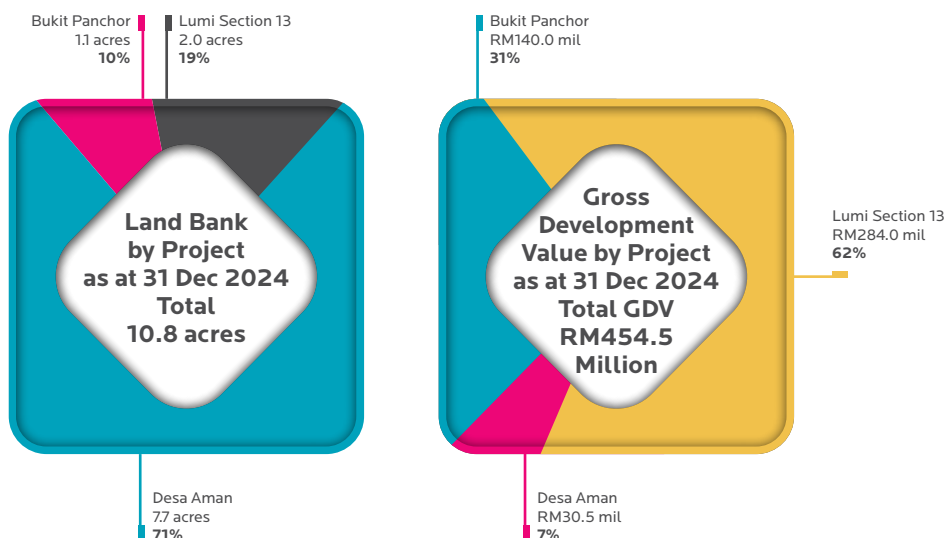 Bukit Panchor
1.1 acres
10%
Lumi Section 13
2.0 acres
19%
Land Bank
by Project
as at 31 Dec 2024
Total
10.8 acres
Desa Aman
7.7 acres
71%
Bukit Panchor
RM140.0 mil
31%
Gross
Development
Value by Project
as at 31 Dec 2024
Total GDV
RM454.5
Million
Lumi Section 13
RM284.0 mil
62%
Desa Aman
RM30.5 mil
7%